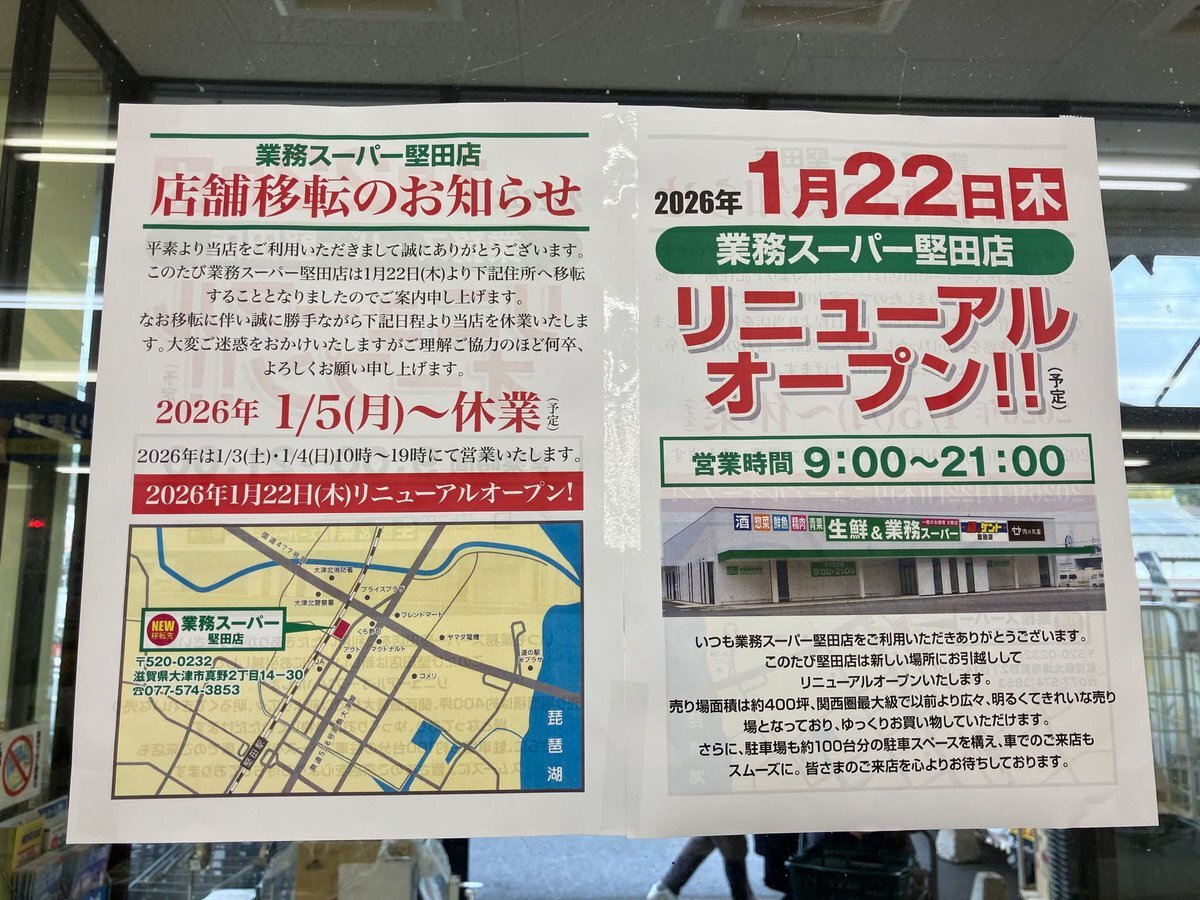 業務スーパー堅田店
店舗移転のお知らせ
平素より当店をご利用いただきまして誠にありがとうございます。
このたび業務スーパー堅田店は1月22日(木)より下記住所へ移転
することとなりましたのでご案内申し上げます。
なお移転に伴い誠に勝手ながら下記日程より当店を休業いたしま
す。大変ご迷惑をおかけいたしますがご理解ご協力のほど何卒、
よろしくお願い申し上げます。
2026年 1/5(月)～休業(予定)
2026年は1/3(土)・1/4(日)10時～19時にて営業いたします。
2026年1月22日(木)リニューアルオープン!
国道477号
大津北消防署
大津北警察署
プライスプラザ
フレンドマート
くら寿司
ヤマダ電機
アクト
マクドナルド
コメリ
道の駅
米プラザ
NEW
移転先
業務スーパー
堅田店
〒520-0232
滋賀県大津市真野2丁目14-30
☎077-574-3853
堅田駅
琵琶湖
2026年 1月22日木
業務スーパー堅田店
リニューアル
オープン!!(予定)
営業時間 9:00～21:00
酒 惣菜 鮮魚 精肉 青果
生鮮&業務スーパー
サンドー
堅田店
肉の丸富
9:00～21:00
いつも業務スーパー堅田店をご利用いただきありがとうございます。
このたび堅田店は新しい場所にお引越しして
リニューアルオープンいたします。
売り場面積は約400坪、関西圏最大級で以前より広々、明るくてきれいな売り
場となっており、ゆっくりお買い物していただけます。
さらに、駐車場も約100台分の駐車スペースを構え、車でのご来店も
スムーズに。皆さまのご来店を心よりお待ちしております。